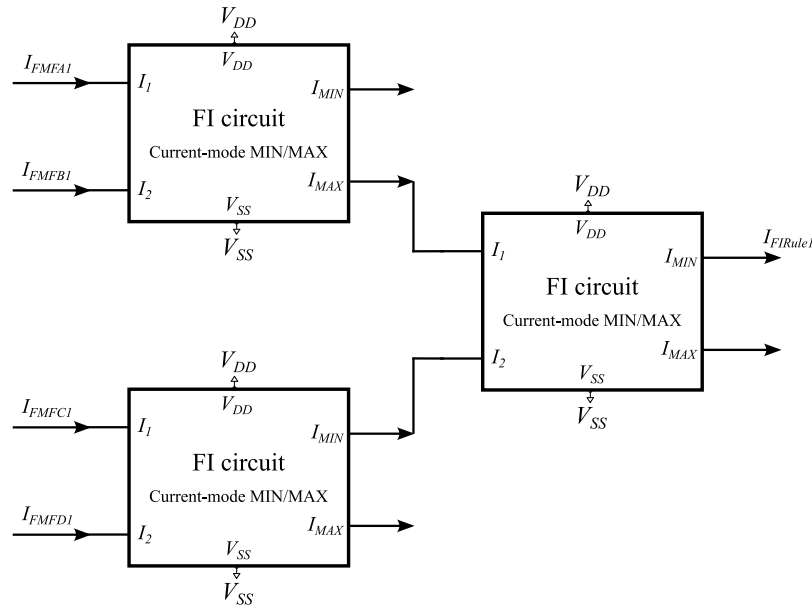 V_DD
V_DD
I_FMFA1
I_1
I_MIN
FI circuit
Current-mode MIN/MAX
I_FMFB1
I_2
I_MAX
V_SS
V_SS
V_DD
V_DD
I_1
I_MIN
I_FIRule1
FI circuit
Current-mode MIN/MAX
I_2
I_MAX
V_SS
V_SS
V_DD
V_DD
I_FMFC1
I_1
I_MIN
FI circuit
Current-mode MIN/MAX
I_FMFD1
I_2
I_MAX
V_SS
V_SS